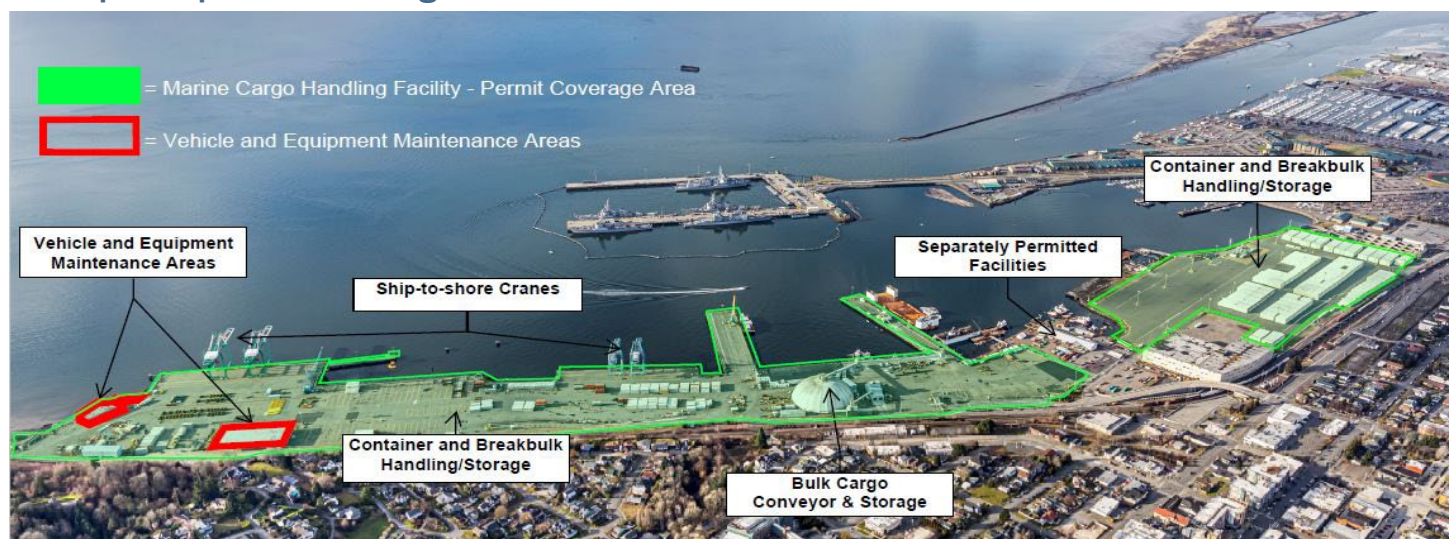 = Marine Cargo Handling Facility - Permit Coverage Area
= Vehicle and Equipment Maintenance Areas
Container and Breakbulk
Handling/Storage
Vehicle and Equipment
Maintenance Areas
Separately Permitted
Facilities
Ship-to-shore Cranes
Container and Breakbulk
Handling/Storage
Bulk Cargo
Conveyor & Storage